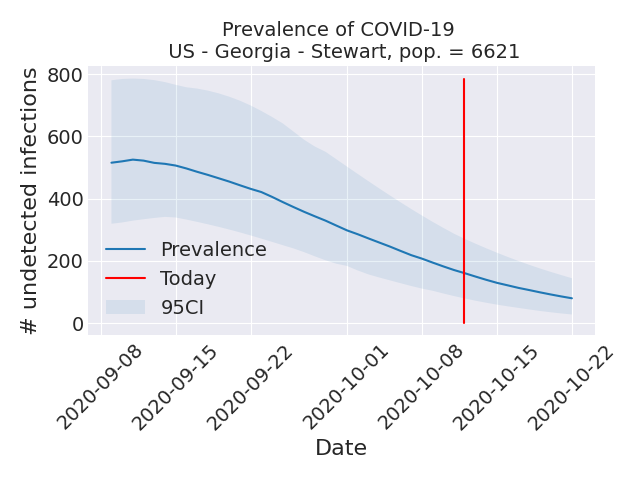 Prevalence of COVID-19
US - Georgia - Stewart, pop. = 6621
# undetected infections
800
600
400
200
0
Prevalence
Today
95CI
2020-09-08
2020-09-15
2020-09-22
2020-10-01
2020-10-08
2020-10-15
2020-10-22
Date